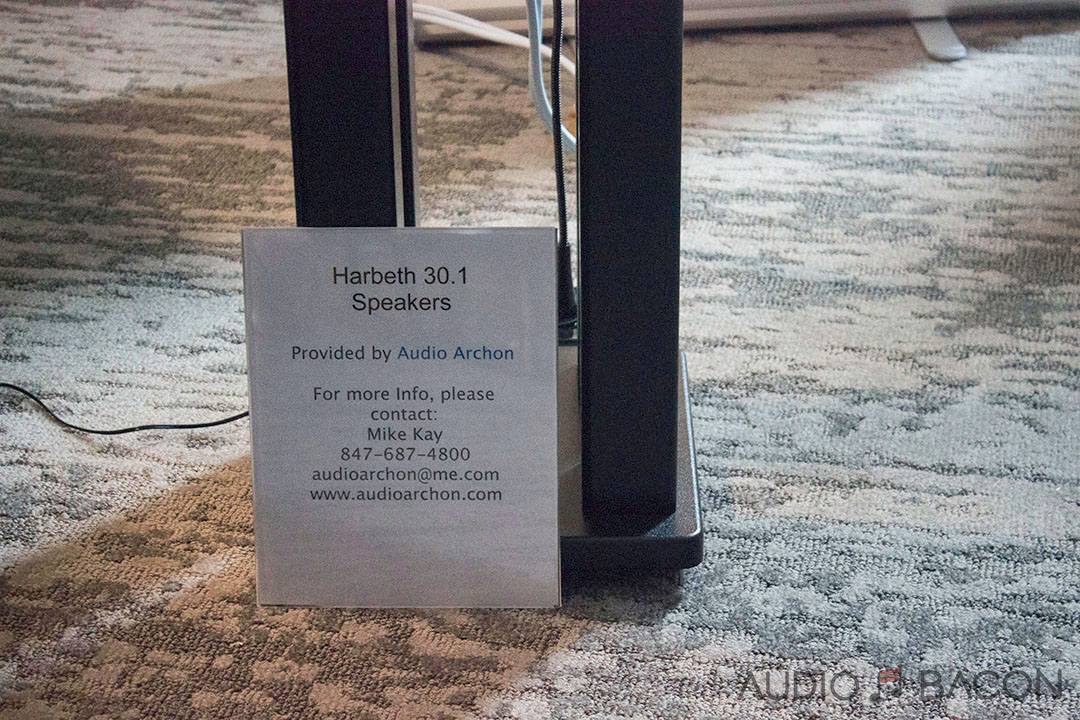 Harbeth 30.1
Speakers
Provided by Audio Archon
For more Info, please
contact:
Mike Kay
847-687-4800
audioarchon@me.com
www.audioarchon.com
AUDIO BACON